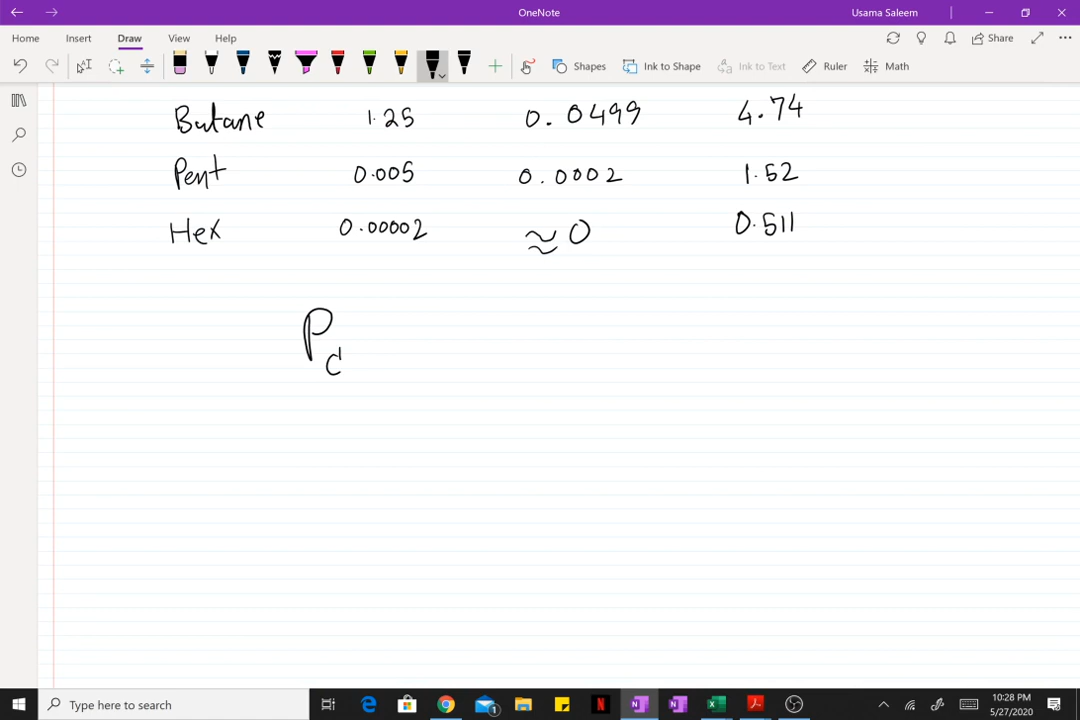 OneNote
Usama Saleem
Home Insert Draw View Help
Share
Shapes Ink to Shape Ink to Text Ruler Math
Butane 1.25 0.0499 4.74
Pent 0.005 0.0002 1.52
Hex 0.00002 ≈ 0 0.511
Pd
Type here to search
10:28 PM
5/27/2020